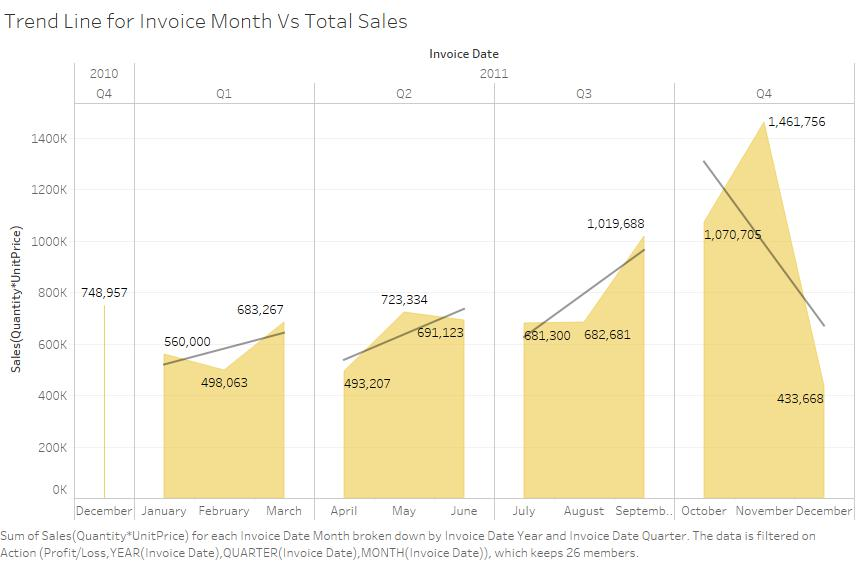 Trend Line for Invoice Month Vs Total Sales
Invoice Date
2010 2011
Q4 Q1 Q2 Q3 Q4
1400K
1200K
1000K
800K
600K
400K
200K
0K
Sales(Quantity*UnitPrice)
748,957
560,000
498,063
683,267
493,207
723,334
691,123
681,300
682,681
1,019,688
1,070,705
1,461,756
433,668
December January February March April May June July August Septemb.. October November December
Sum of Sales(Quantity*UnitPrice) for each Invoice Date Month broken down by Invoice Date Year and Invoice Date Quarter. The data is filtered on
Action (Profit/Loss,YEAR(Invoice Date),QUARTER(Invoice Date),MONTH(Invoice Date)), which keeps 26 members.